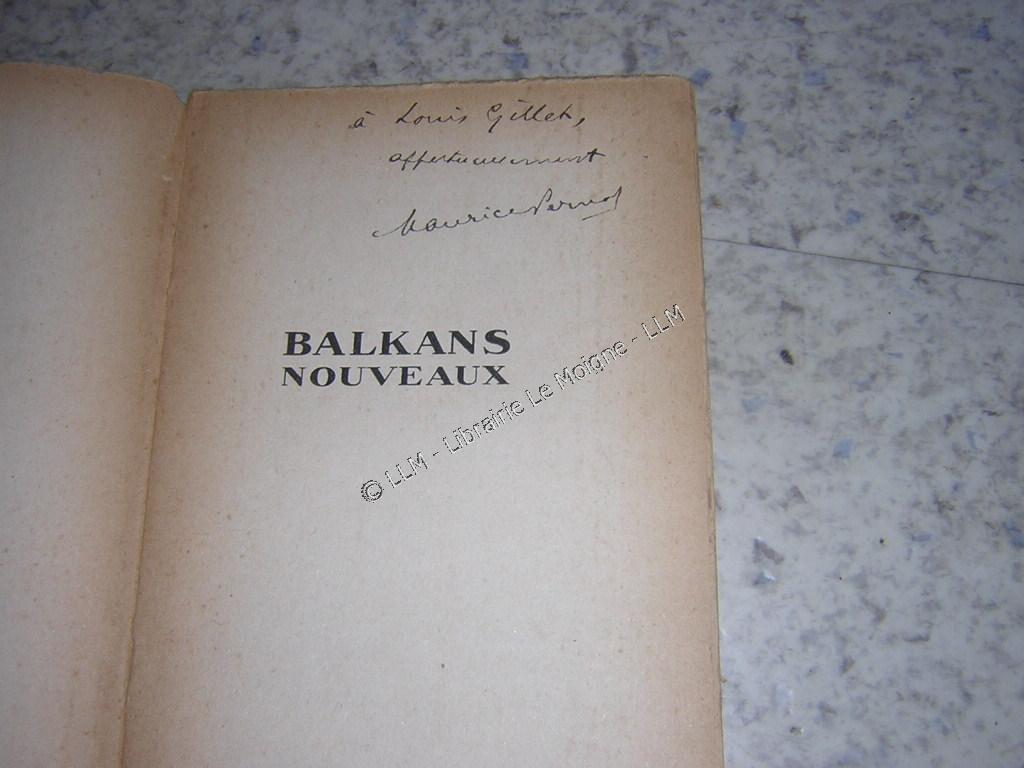 à Louis Gillet,
affectueusement
Maurice Pernot
BALKANS
NOUVEAUX
© LLM - Librairie Le Moigne - LLM